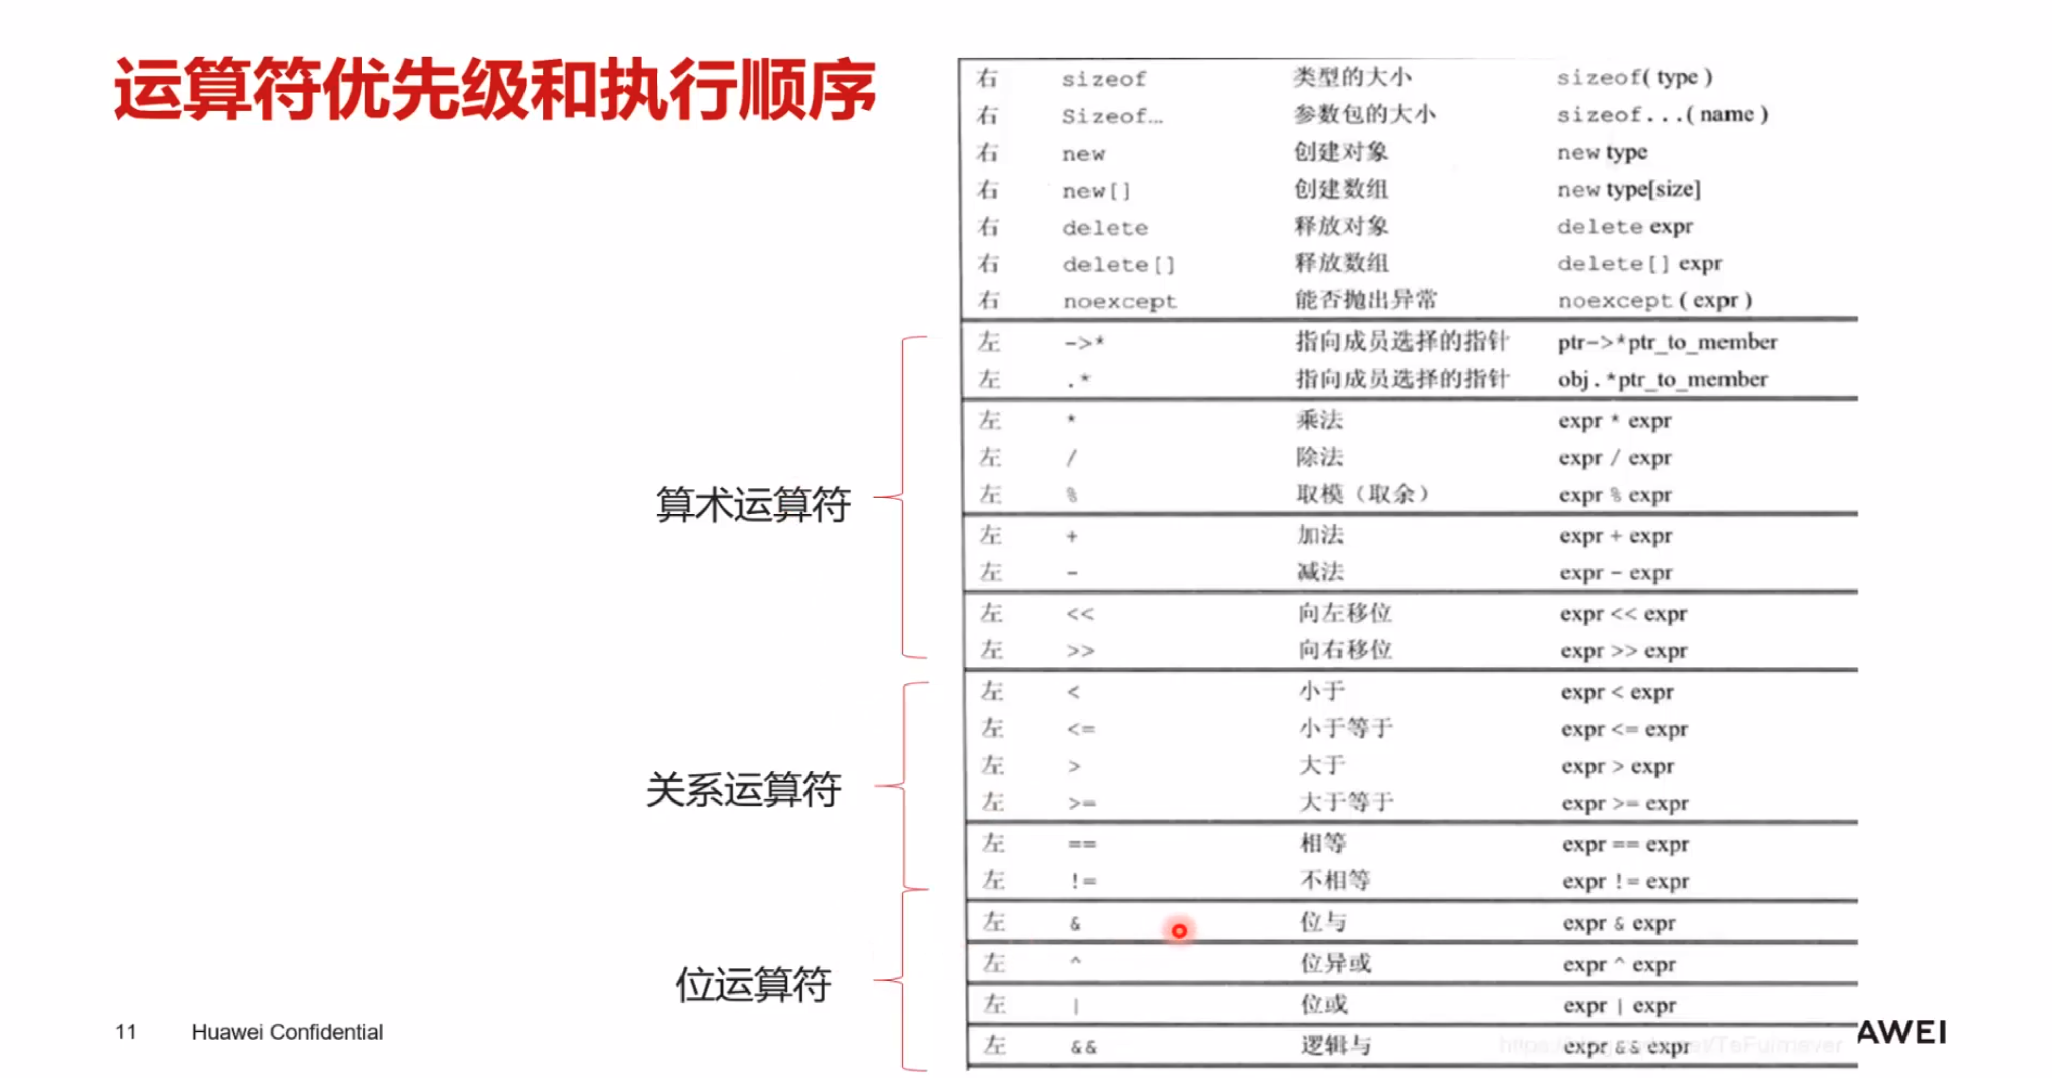 运算符优先级和执行顺序
右 sizeof 类型的大小 sizeof( type )
右 Sizeof… 参数包的大小 sizeof...( name )
右 new 创建对象 new type
右 new[] 创建数组 new type[size]
右 delete 释放对象 delete expr
右 delete[] 释放数组 delete[] expr
右 noexcept 能否抛出异常 noexcept ( expr )
左 ->* 指向成员选择的指针 ptr->*ptr_to_member
左 .* 指向成员选择的指针 obj . *ptr_to_member
左 * 乘法 expr * expr
左 / 除法 expr / expr
左 % 取模（取余） expr % expr
左 + 加法 expr + expr
左 - 减法 expr - expr
左 << 向左移位 expr << expr
左 >> 向右移位 expr >> expr
左 < 小于 expr < expr
左 <= 小于等于 expr <= expr
左 > 大于 expr > expr
左 >= 大于等于 expr >= expr
左 == 相等 expr == expr
左 != 不相等 expr != expr
左 & 位与 expr & expr
左 ^ 位异或 expr ^ expr
左 | 位或 expr | expr
左 && 逻辑与 expr && expr
算术运算符
关系运算符
位运算符
11 Huawei Confidential
AWEI